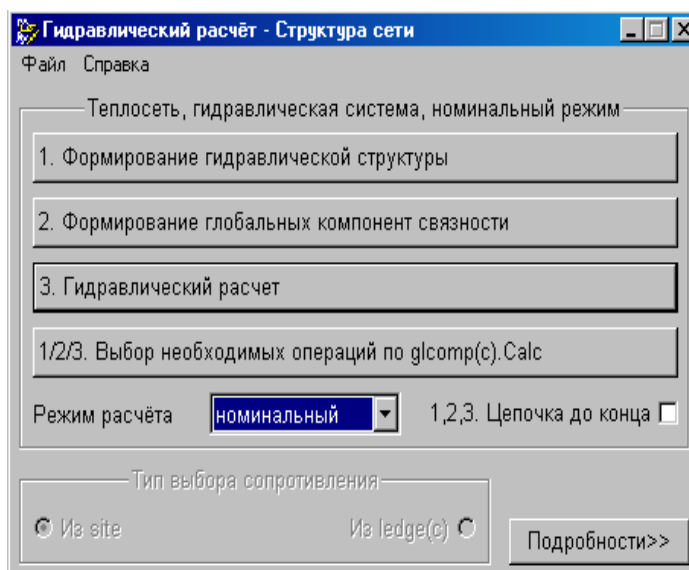 Гидравлический расчёт - Структура сети
Файл Справка
Теплосеть, гидравлическая система, номинальный режим
1. Формирование гидравлической структуры
2. Формирование глобальных компонент связности
3. Гидравлический расчет
1/2/3. Выбор необходимых операций по glcomp(c).Calc
Режим расчёта номинальный 1,2,3. Цепочка до конца
Тип выбора сопротивления
Из site Из ledge(c)
Подробности>>